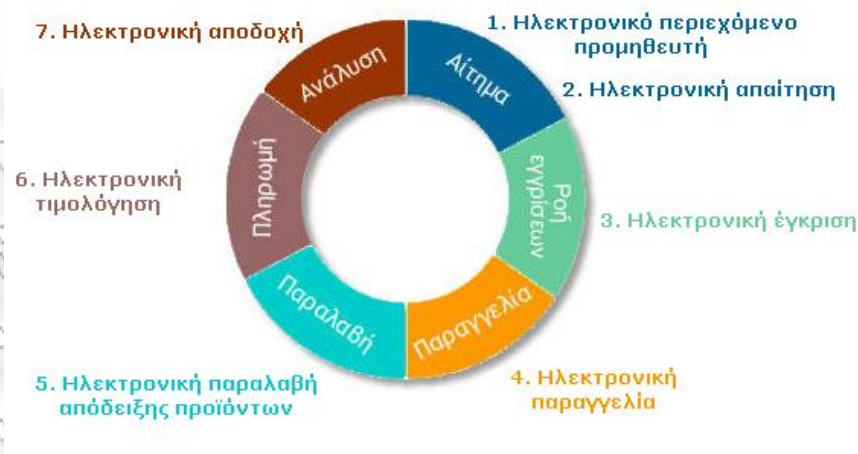 7. Ηλεκτρονική αποδοχή
1. Ηλεκτρονικό περιεχόμενο
προμηθευτή
2. Ηλεκτρονική απαίτηση
3. Ηλεκτρονική έγκριση
4. Ηλεκτρονική
παραγγελία
5. Ηλεκτρονική παραλαβή
απόδειξης προϊόντων
6. Ηλεκτρονική
τιμολόγηση
Ανάλυση
Αίτημα
Ροή
εγγρίσεων
Παραγγελία
Παραλαβή
Πληρωμή